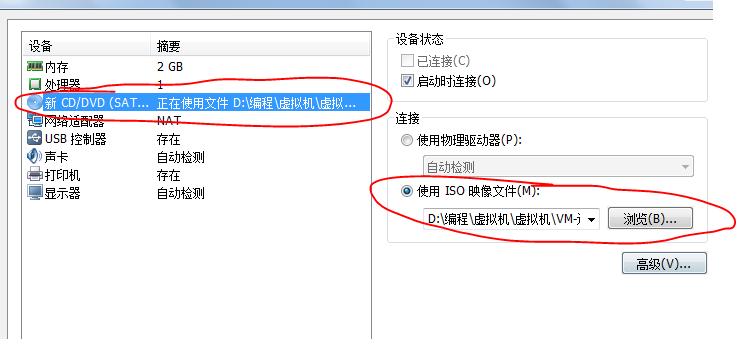 设备 摘要
内存 2 GB
处理器 1
新 CD/DVD (SAT... 正在使用文件 D:\编程\虚拟机\虚拟...
网络适配器 NAT
USB 控制器 存在
声卡 自动检测
打印机 存在
显示器 自动检测
设备状态
已连接(C)
启动时连接(O)
连接
使用物理驱动器(P):
自动检测
使用 ISO 映像文件(M):
D:\编程\虚拟机\虚拟机\VM- 浏览(B)...
高级(V)...